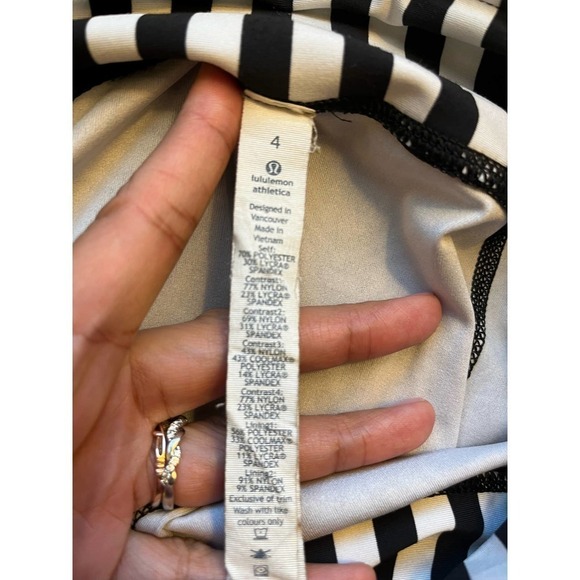 4
lululemon
athletica
Designed in
Vancouver
Made in
Vietnam
Self:
70% POLYESTER
30% LYCRA®
SPANDEX
Contrast1:
77% NYLON
23% LYCRA®
SPANDEX
Contrast2:
69% NYLON
31% LYCRA®
SPANDEX
Contrast3:
43% NYLON
43% COOLMAX®
POLYESTER
14% LYCRA®
SPANDEX
Contrast4:
77% NYLON
23% LYCRA®
SPANDEX
Lining1:
56% POLYESTER
33% COOLMAX®
11% LYCRA®
SPANDEX
Lining2:
91% NYLON
9% SPANDEX
Exclusive of trim
Wash with like
colours only